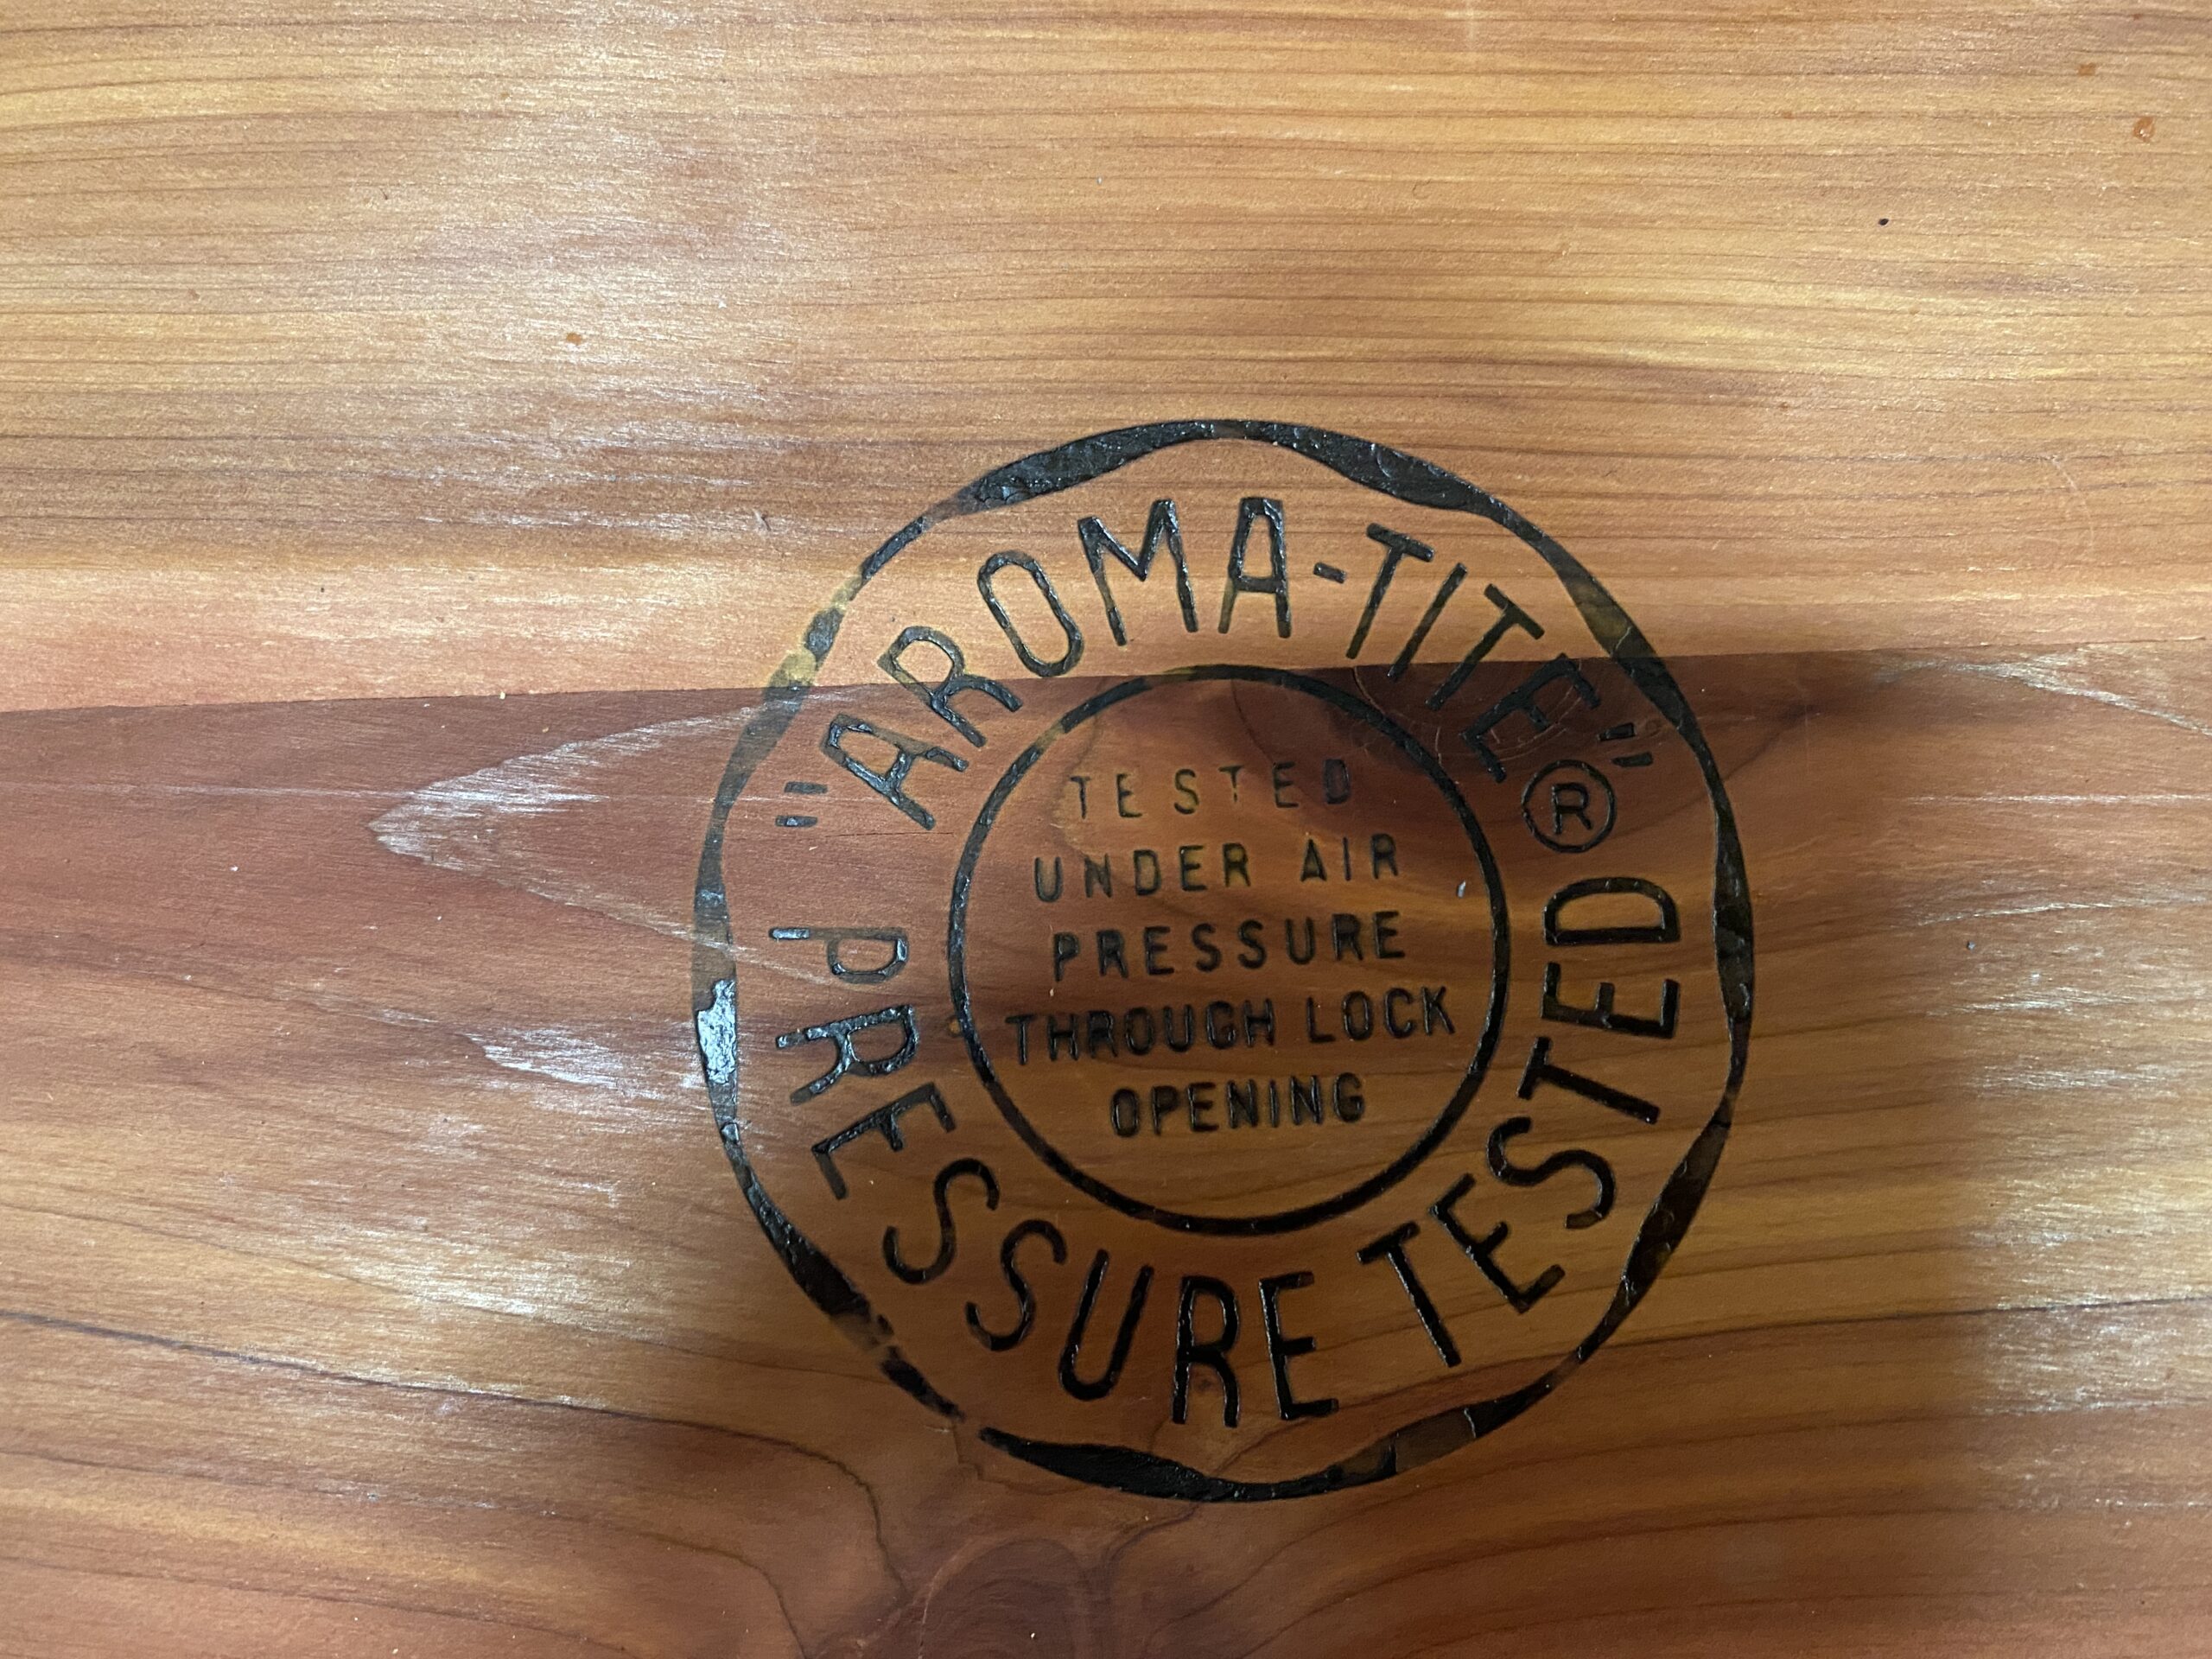 "AROMA-TITE"®
TESTED
UNDER AIR
PRESSURE
THROUGH LOCK
OPENING
PRESSURE TESTED